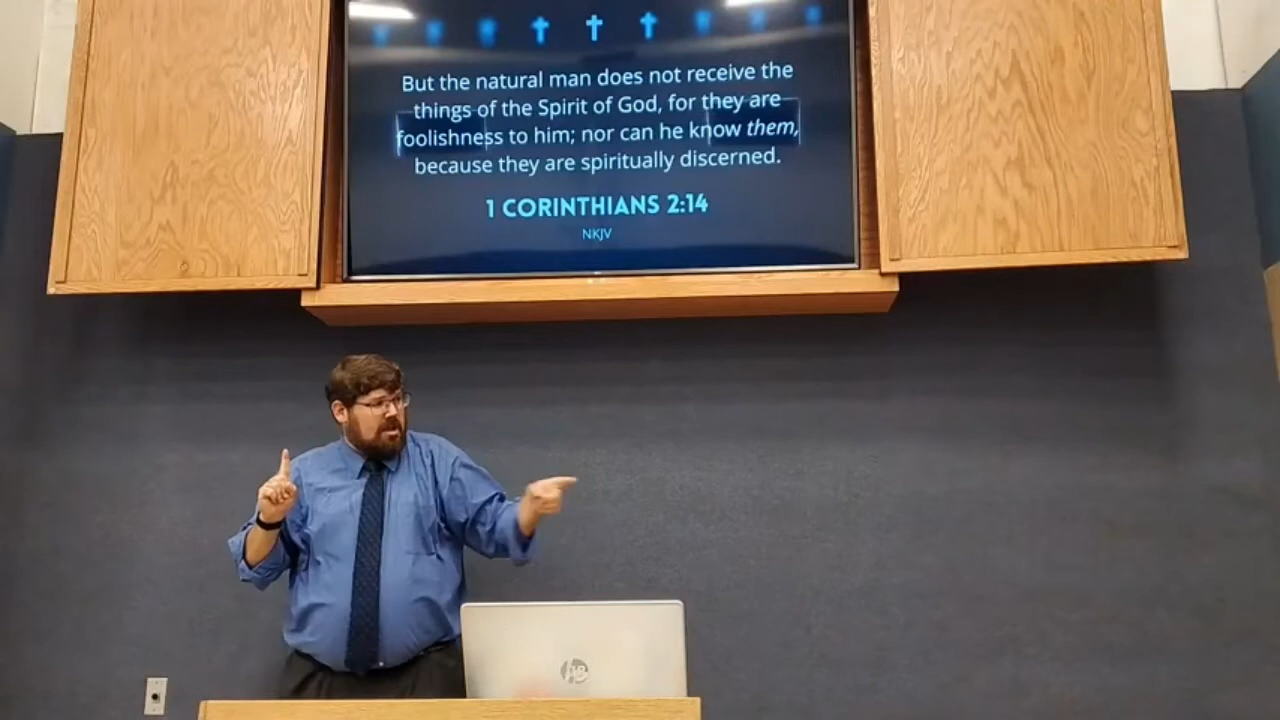 But the natural man does not receive the
things of the Spirit of God, for they are
foolishness to him; nor can he know them,
because they are spiritually discerned.
1 CORINTHIANS 2:14
NKJV
hp